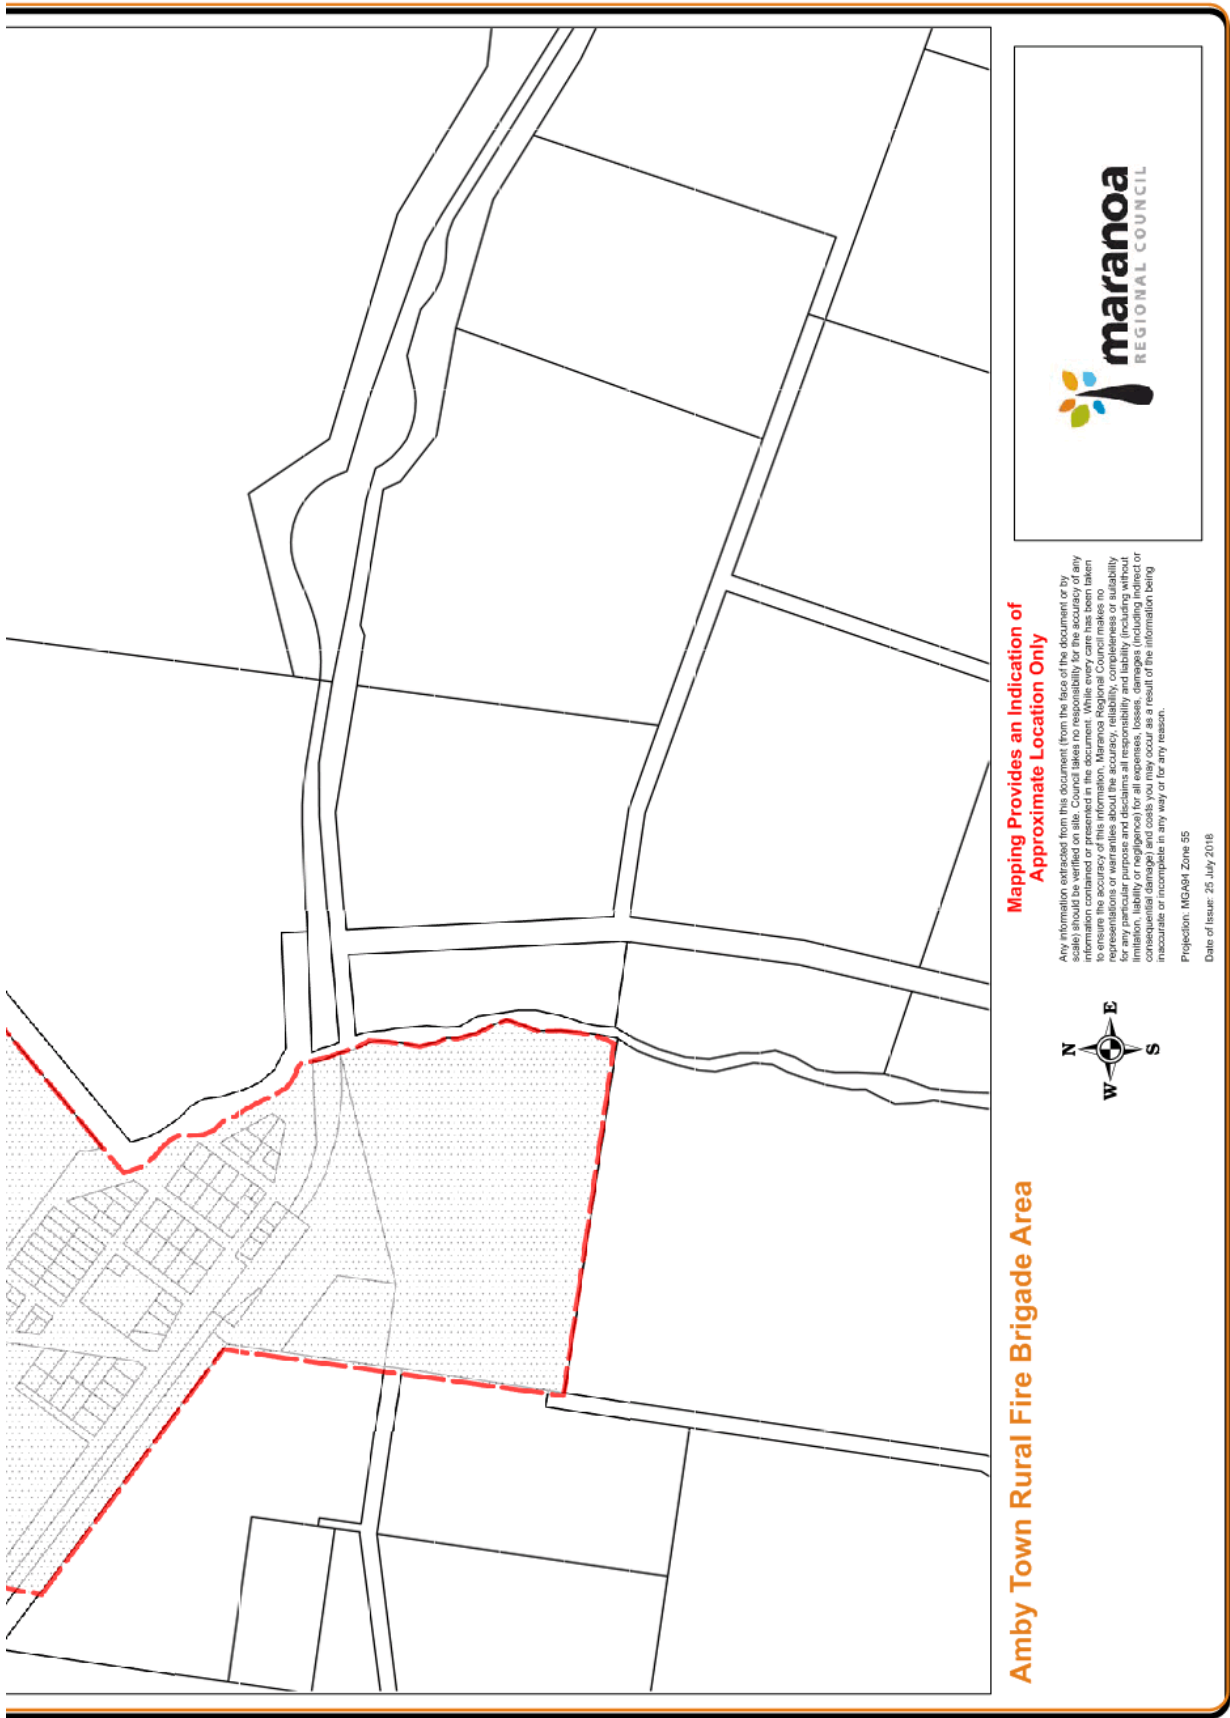 maranoa
REGIONAL COUNCIL
Mapping Provides an Indication of
Approximate Location Only
Any information extracted from this document (from the face of the document or by
scale) should be verified on site. Council takes no responsibility for the accuracy of any
information contained or presented in the document. While every care has been taken
to ensure the accuracy of this information, Maranoa Regional Council makes no
representations or warranties about the accuracy, reliability, completeness or suitability
for any particular purpose and disclaims all responsibility and liability (including without
limitation, liability or negligence) for all expenses, losses, damages (including indirect or
consequential damage) and costs you may occur as a result of the information being
inaccurate or incomplete in any way or for any reason.
Projection: MGA94 Zone 55
Date of Issue: 25 July 2018
N
W E
S
Amby Town Rural Fire Brigade Area